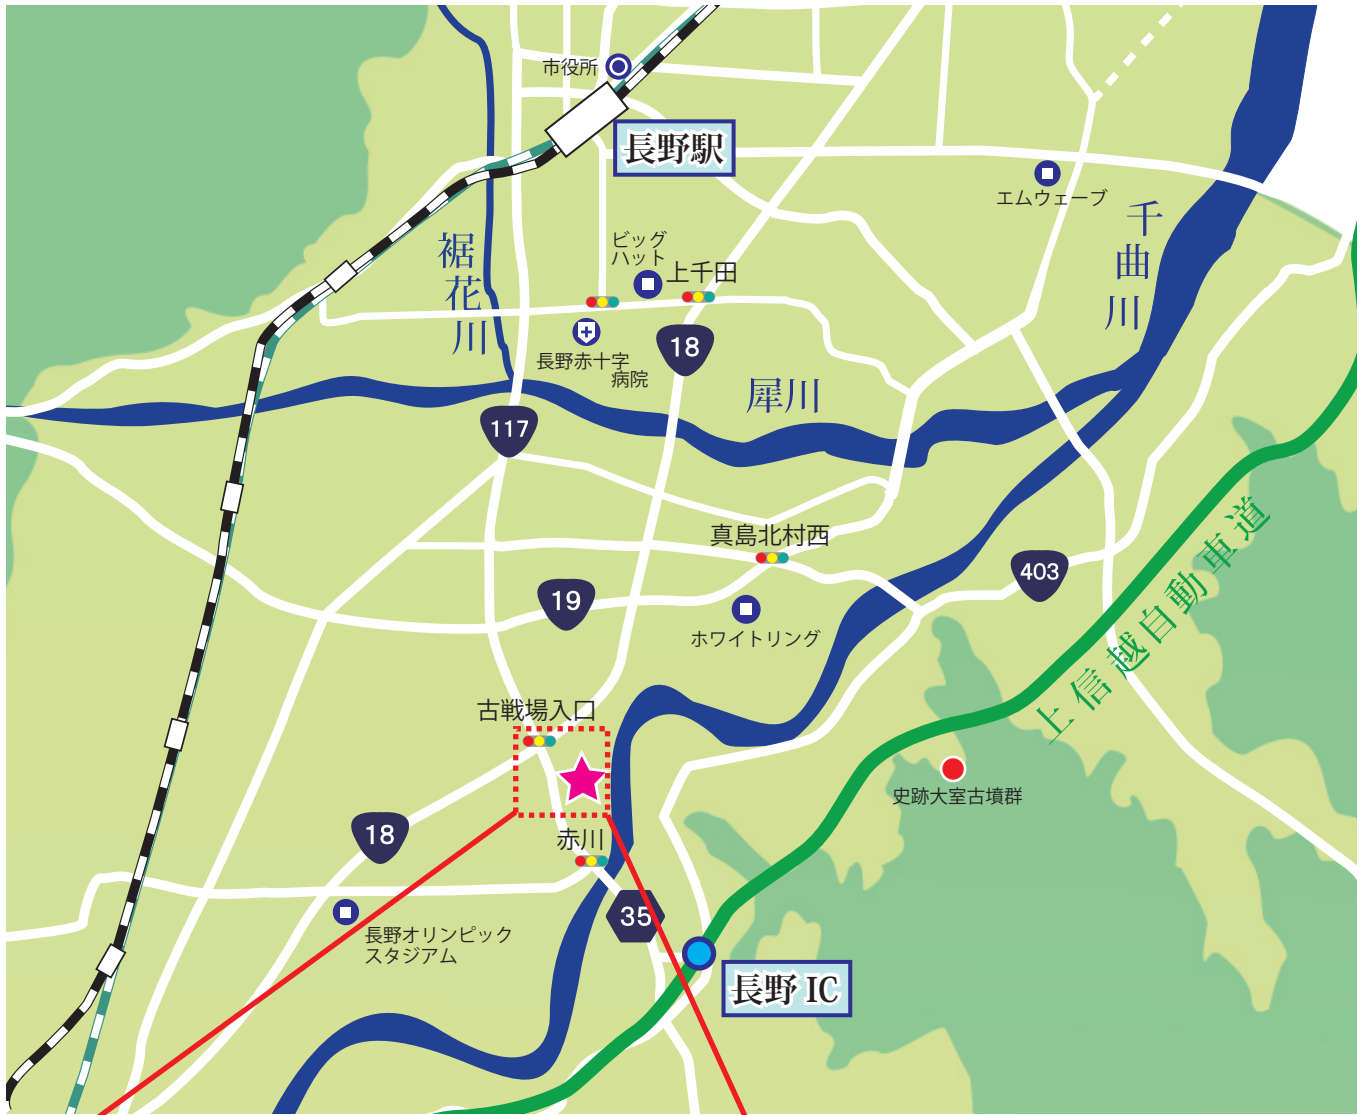 市役所
長野駅
エムウェーブ
千曲川
裾花川
ビッグ
ハット
上千田
18
長野赤十字
病院
犀川
117
真島北村西
上信越自動車道
403
19
ホワイトリング
古戦場入口
史跡大室古墳群
18
赤川
35
長野オリンピック
スタジアム
長野 IC